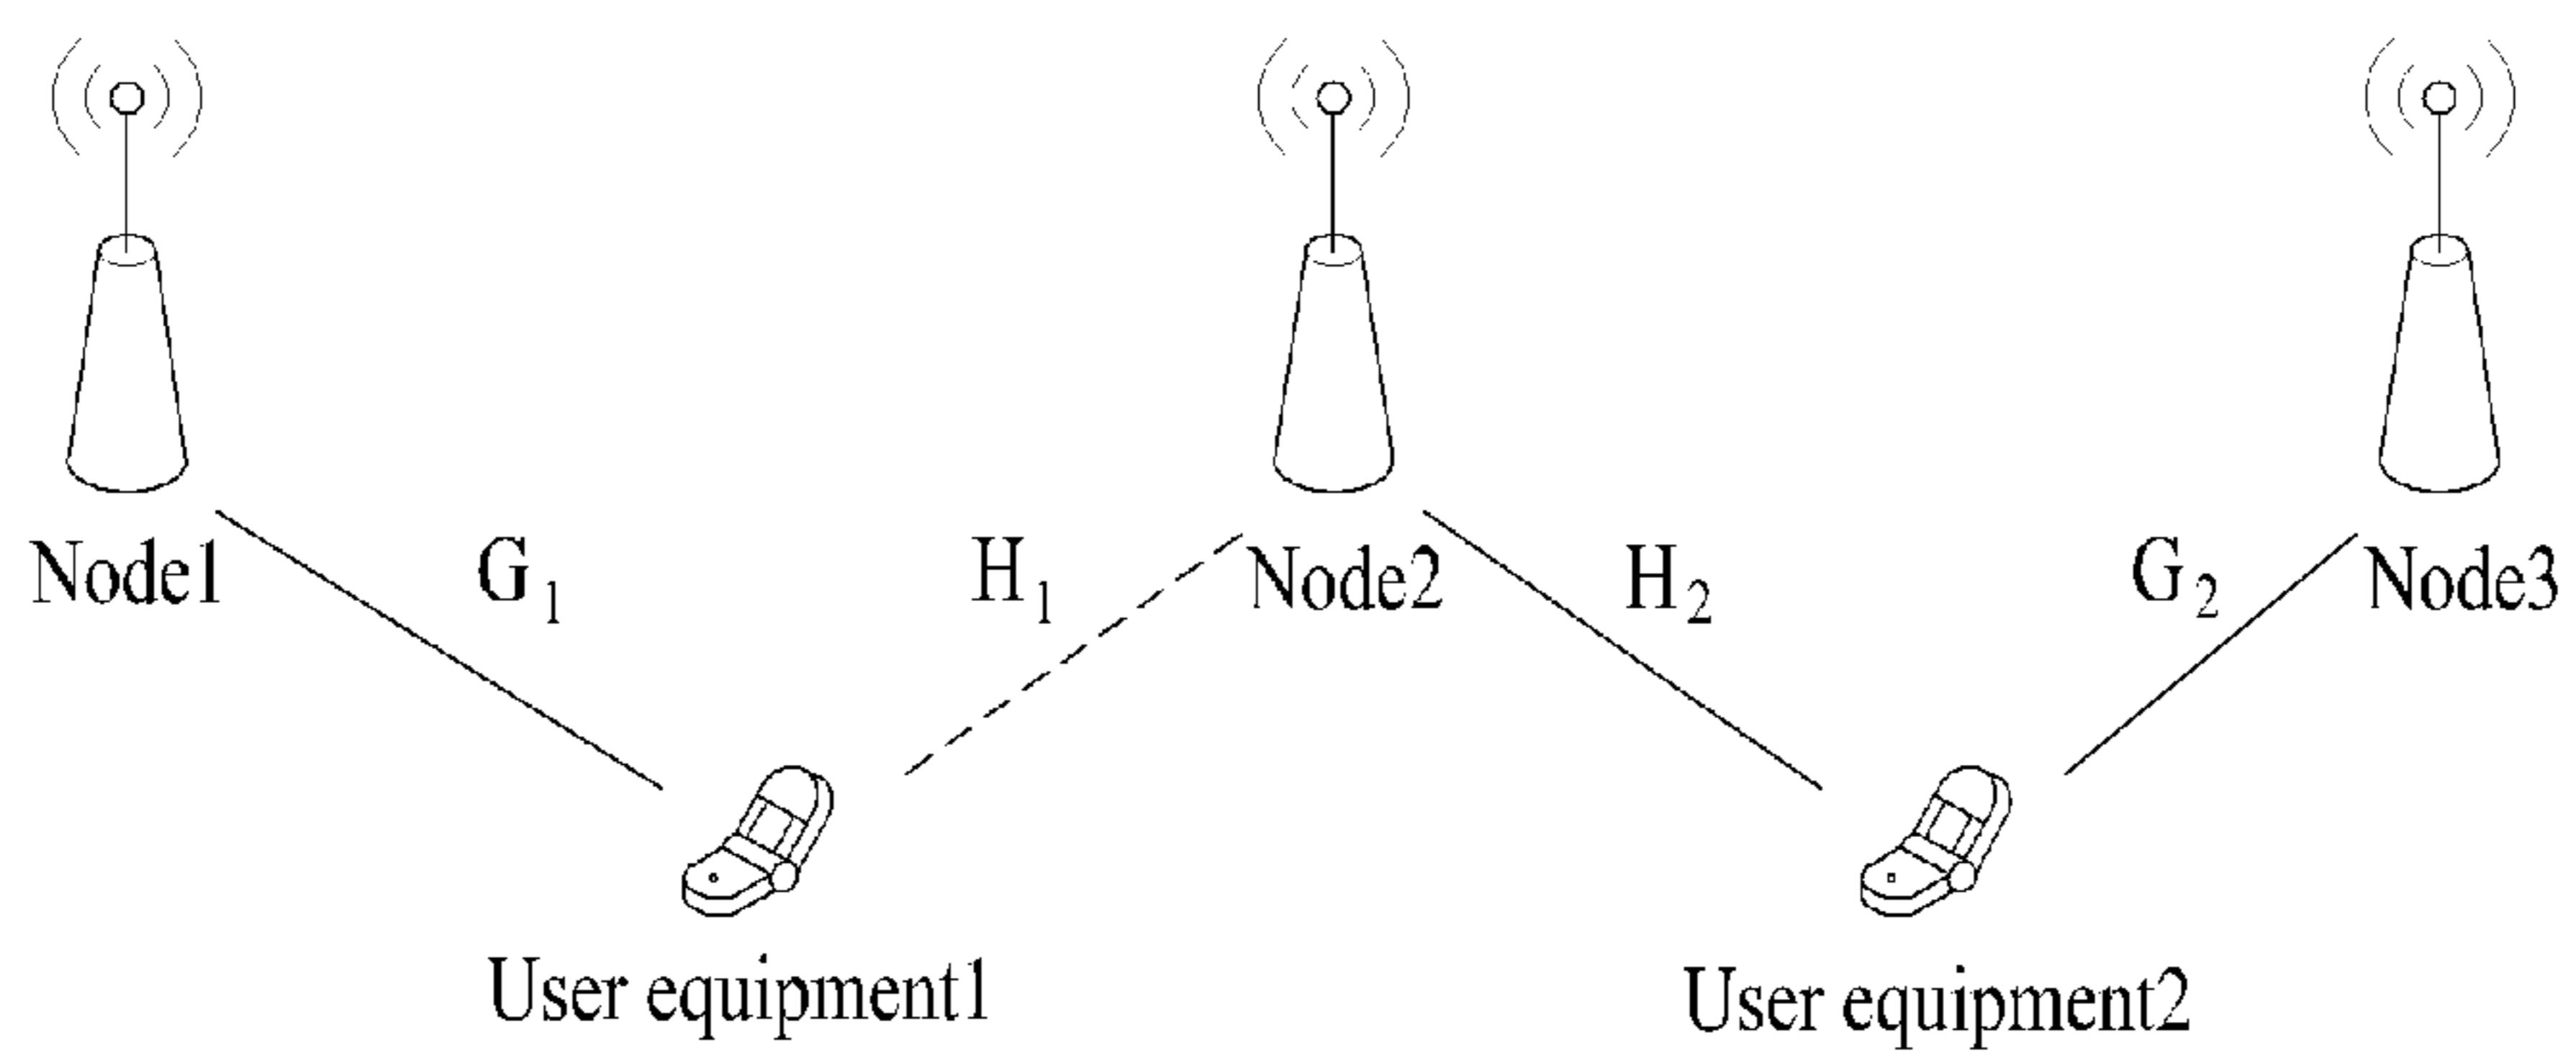 G1
H1
H2
G2
Node1
Node2
Node3
User equipment1
User equipment2